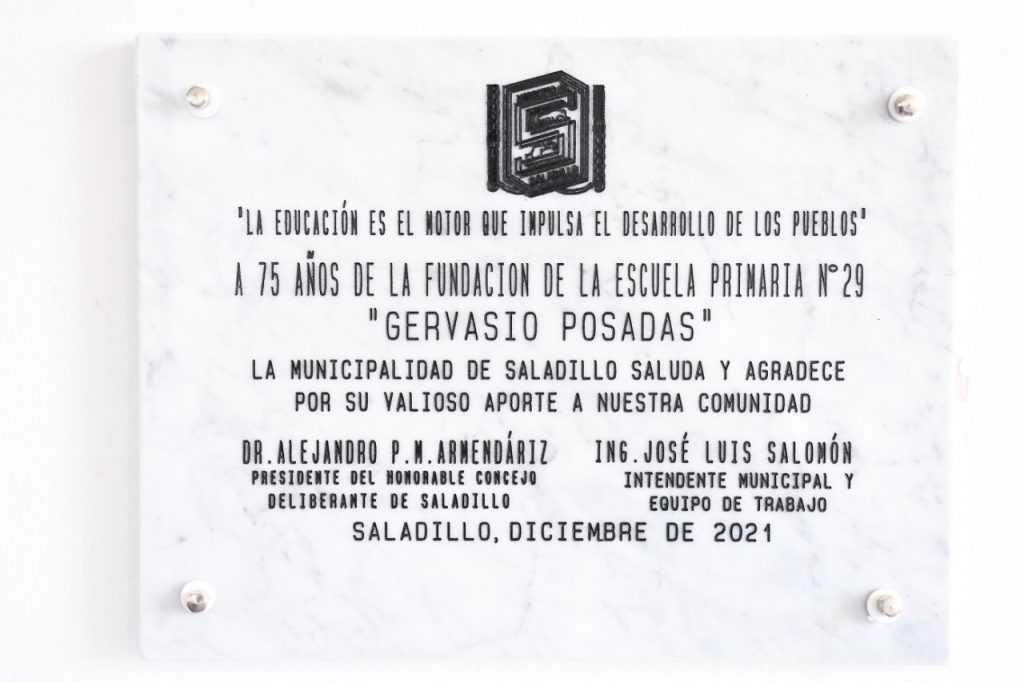 SALADILLO
"LA EDUCACIÓN ES EL MOTOR QUE IMPULSA EL DESARROLLO DE LOS PUEBLOS"
A 75 AÑOS DE LA FUNDACION DE LA ESCUELA PRIMARIA N° 29
"GERVASIO POSADAS"
LA MUNICIPALIDAD DE SALADILLO SALUDA Y AGRADECE
POR SU VALIOSO APORTE A NUESTRA COMUNIDAD
DR. ALEJANDRO P. M. ARMENDÁRIZ
PRESIDENTE DEL HONORABLE CONCEJO
DELIBERANTE DE SALADILLO
ING. JOSÉ LUIS SALOMÓN
INTENDENTE MUNICIPAL Y
EQUIPO DE TRABAJO
SALADILLO, DICIEMBRE DE 2021